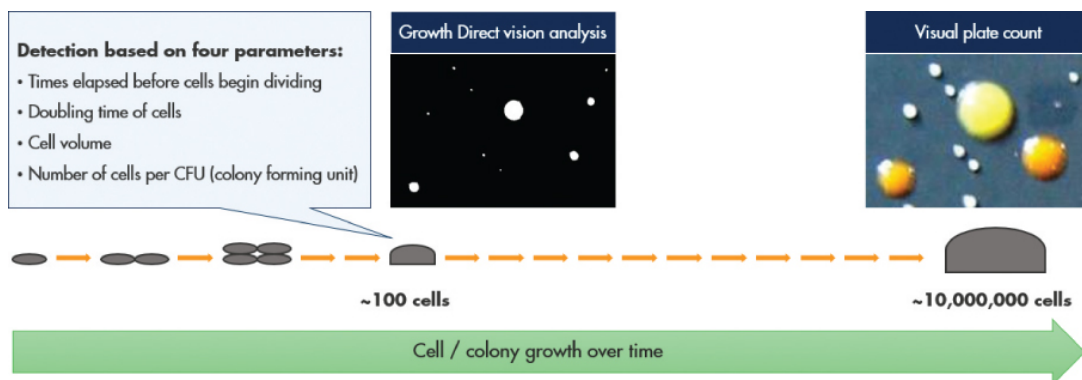 Detection based on four parameters:
• Times elapsed before cells begin dividing
• Doubling time of cells
• Cell volume
• Number of cells per CFU (colony forming unit)
Growth Direct vision analysis
Visual plate count
~100 cells
~10,000,000 cells
Cell / colony growth over time